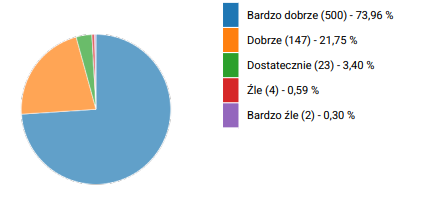 Bardzo dobrze (500) - 73,96 %
Dobrze (147) - 21,75 %
Dostatecznie (23) - 3,40 %
Źle (4) - 0,59 %
Bardzo źle (2) - 0,30 %